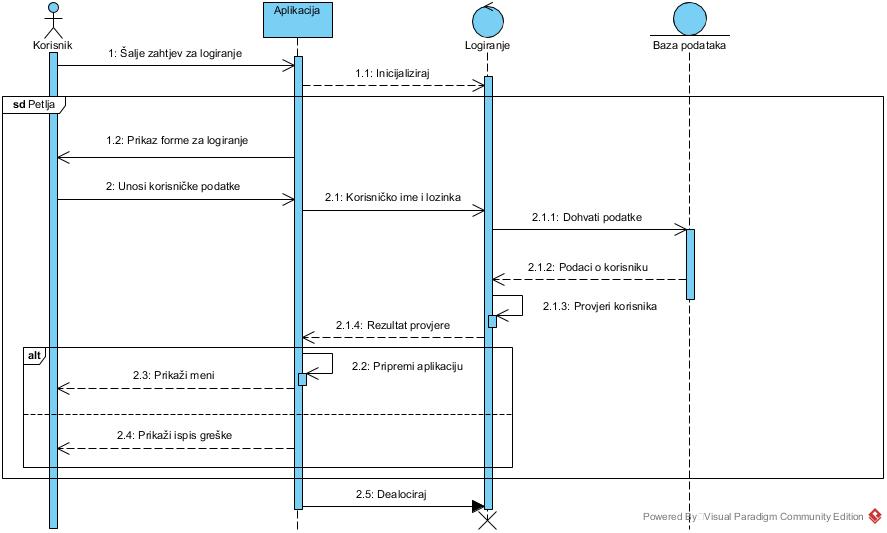 Aplikacija
Korisnik
Logiranje
Baza podataka
1: Šalje zahtjev za logiranje
1.1: Inicijaliziraj
sd Petlja
1.2: Prikaz forme za logiranje
2: Unosi korisničke podatke
2.1: Korisničko ime i lozinka
2.1.1: Dohvati podatke
2.1.2: Podaci o korisniku
2.1.3: Provjeri korisnika
2.1.4: Rezultat provjere
alt
2.2: Pripremi aplikaciju
2.3: Prikaži meni
2.4: Prikaži ispis greške
2.5: Dealociraj
Powered By Visual Paradigm Community Edition